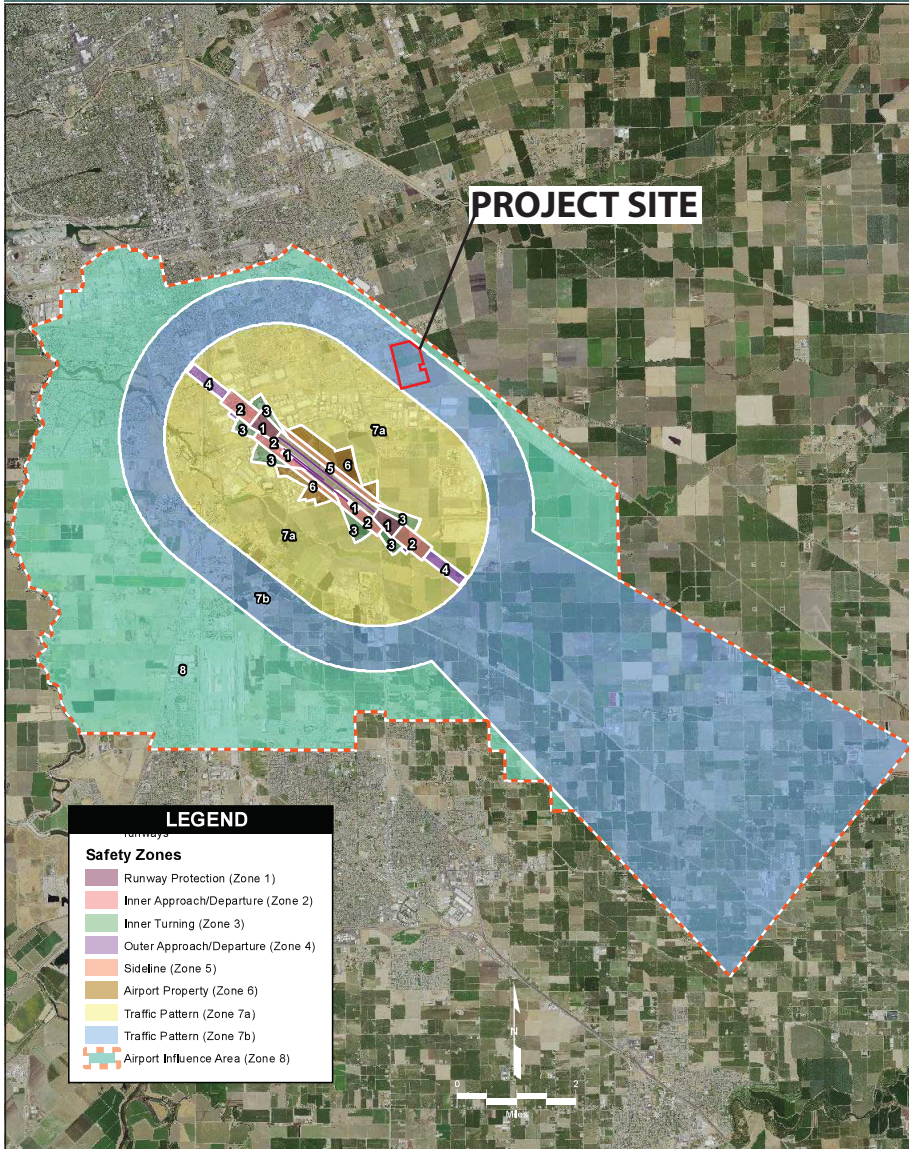 PROJECT SITE
4
2
3
1
3
2
7a
1
3
5
6
6
1
3
2
1
3
3
2
7a
4
7b
8
LEGEND
runways
Safety Zones
Runway Protection (Zone 1)
Inner Approach/Departure (Zone 2)
Inner Turning (Zone 3)
Outer Approach/Departure (Zone 4)
Sideline (Zone 5)
Airport Property (Zone 6)
Traffic Pattern (Zone 7a)
Traffic Pattern (Zone 7b)
Airport Influence Area (Zone 8)
N
0 2
Miles